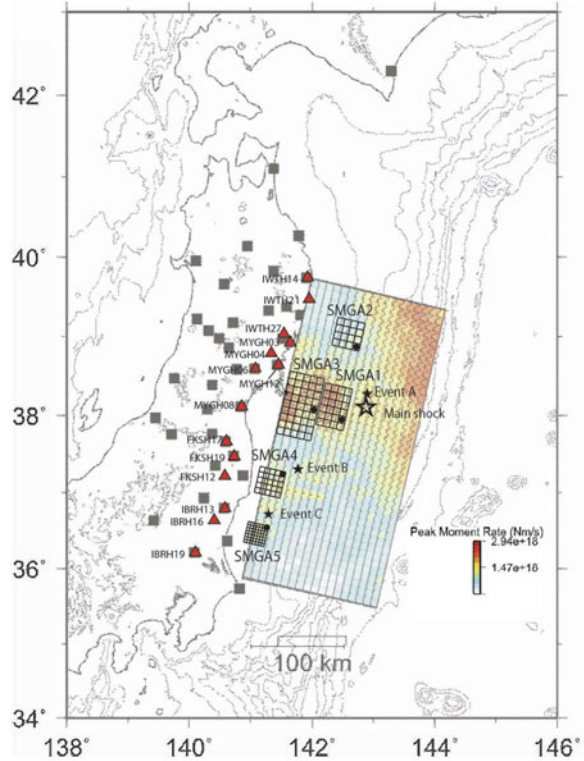 42°
40°
IWTH14
IWTH21
SMGA2
IWTH27
MYGH03
MYGH04
SMGA3
SMGA1
MYGH06
MYGH12
Event A
38°
MYGH08
Main shock
FKSH17
FKSH19
SMGA4
Event B
FKSH12
IBRH13
Event C
IBRH16
Peak Moment Rate (Nm/s)
2.94e+18
IBRH19
SMGA5
1.47e+18
36°
100 km
34°
138° 140° 142° 144° 146°